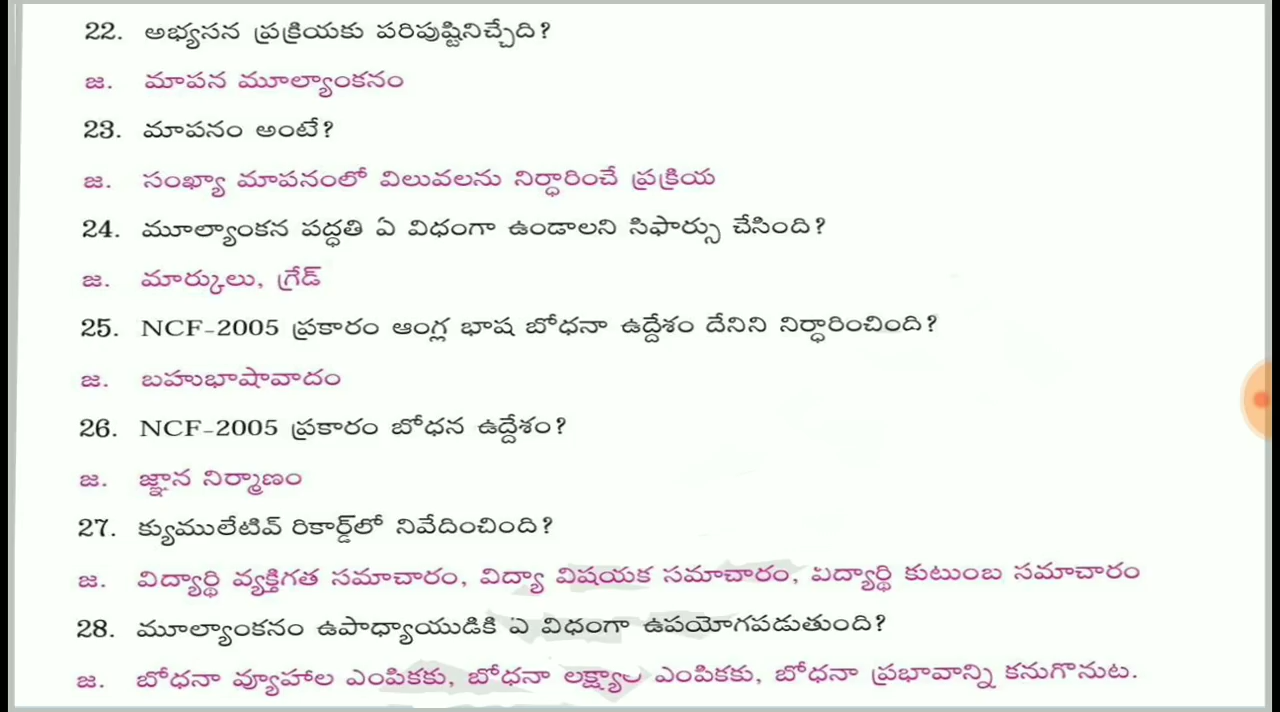 22. అభ్యసన ప్రక్రియకు పరిపుష్టినిచ్చేది?
జ. మాపన మూల్యాంకనం
23. మాపనం అంటే?
జ. సంఖ్యా మాపనంలో విలువలను నిర్ధారించే ప్రక్రియ
24. మూల్యాంకన పద్ధతి ఏ విధంగా ఉండాలని సిఫార్సు చేసింది?
జ. మార్కులు, గ్రేడ్
25. NCF-2005 ప్రకారం ఆంగ్ల భాష బోధనా ఉద్దేశం దేనిని నిర్ధారించింది?
జ. బహుభాషావాదం
26. NCF-2005 ప్రకారం బోధన ఉద్దేశం?
జ. జ్ఞాన నిర్మాణం
27. క్యుములేటివ్ రికార్డ్‌లో నివేదించింది?
జ. విద్యార్థి వ్యక్తిగత సమాచారం, విద్యా విషయక సమాచారం, విద్యార్థి కుటుంబ సమాచారం
28. మూల్యాంకనం ఉపాధ్యాయుడికి ఏ విధంగా ఉపయోగపడుతుంది?
జ. బోధనా వ్యూహాల ఎంపికకు, బోధనా లక్ష్యాల ఎంపికకు, బోధనా ప్రభావాన్ని కనుగొనుట.